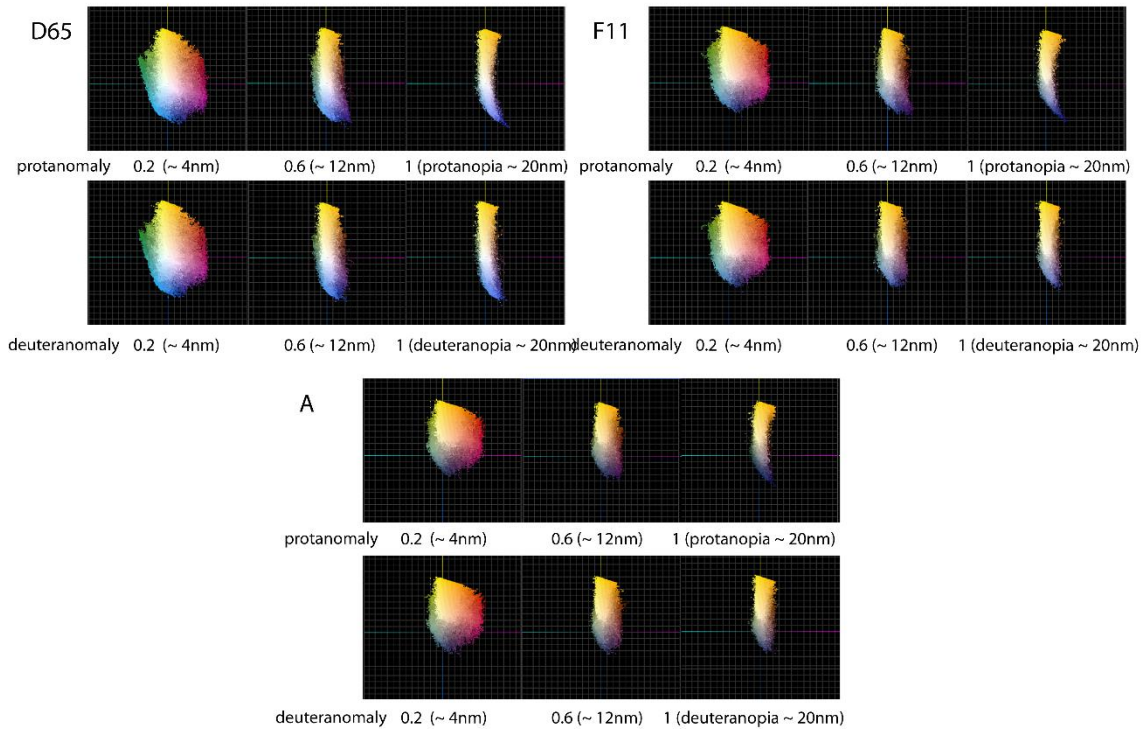 D65
F11
protanomaly 0.2 (~ 4nm) 0.6 (~ 12nm) 1 (protanopia ~ 20nm)
protanomaly 0.2 (~ 4nm) 0.6 (~ 12nm) 1 (protanopia ~ 20nm)
deuteranomaly 0.2 (~ 4nm) 0.6 (~ 12nm) 1 (deuteranopia ~ 20nm)
deuteranomaly 0.2 (~ 4nm) 0.6 (~ 12nm) 1 (deuteranopia ~ 20nm)
A
protanomaly 0.2 (~ 4nm) 0.6 (~ 12nm) 1 (protanopia ~ 20nm)
deuteranomaly 0.2 (~ 4nm) 0.6 (~ 12nm) 1 (deuteranopia ~ 20nm)